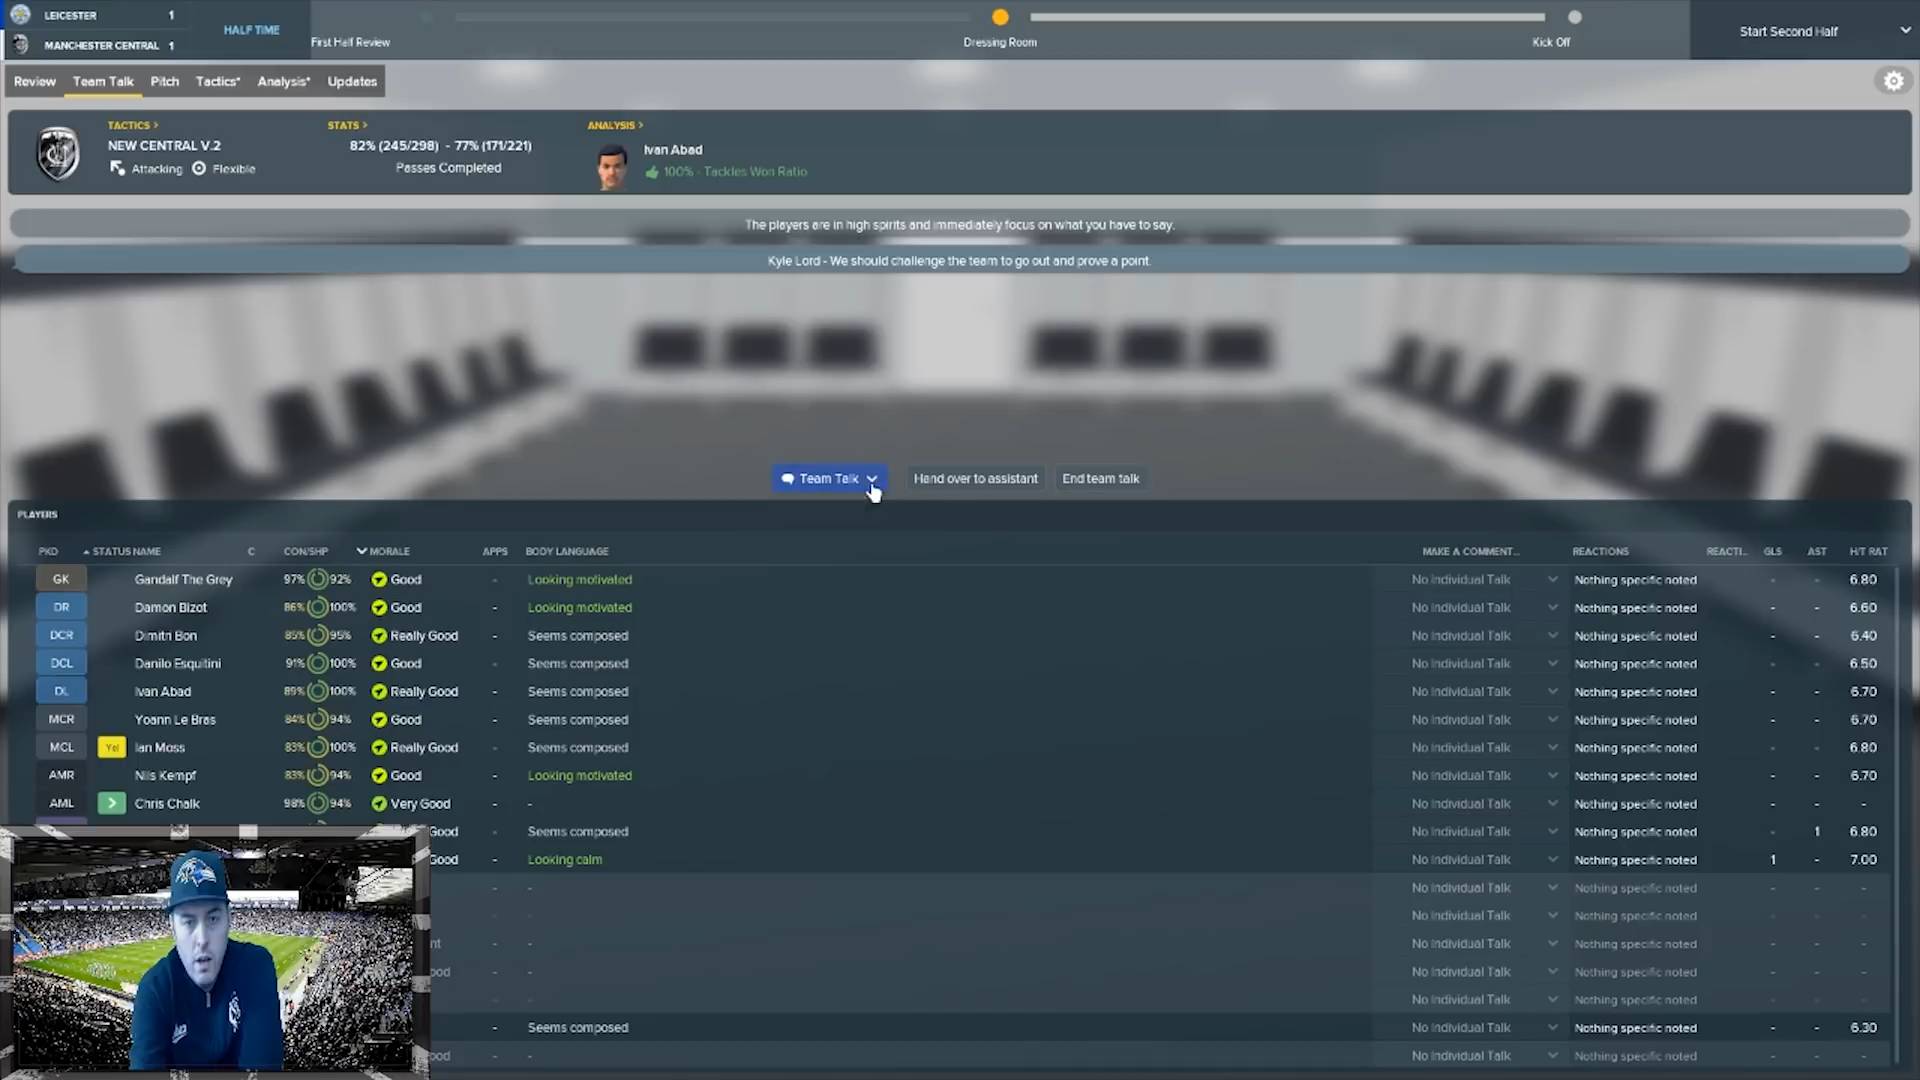 LEICESTER 1
MANCHESTER CENTRAL 1
HALF TIME
First Half Review
Dressing Room
Kick Off
Start Second Half
Review Team Talk Pitch Tactics* Analysis* Updates
TACTICS >
NEW CENTRAL V.2
Attacking Flexible
STATS >
82% (245/298) - 77% (171/221)
Passes Completed
ANALYSIS >
Ivan Abad
100% - Tackles Won Ratio
The players are in high spirits and immediately focus on what you have to say.
Kyle Lord - We should challenge the team to go out and prove a point.
Team Talk Hand over to assistant End team talk
PLAYERS
PKD STATUS NAME C CON/SHP MORALE APPS BODY LANGUAGE MAKE A COMMENT... REACTIONS REACTI... GLS AST H/T RAT
GK Gandalf The Grey 97% 92% Good - Looking motivated No Individual Talk Nothing specific noted - - 6.80
DR Damon Bizot 86% 100% Good - Looking motivated No Individual Talk Nothing specific noted - - 6.60
DCR Dimitri Bon 85% 95% Really Good - Seems composed No Individual Talk Nothing specific noted - - 6.40
DCL Danilo Esquitini 91% 100% Good - Seems composed No Individual Talk Nothing specific noted - - 6.50
DL Ivan Abad 89% 100% Really Good - Seems composed No Individual Talk Nothing specific noted - - 6.70
MCR Yoann Le Bras 84% 94% Good - Seems composed No Individual Talk Nothing specific noted - - 6.70
MCL Yel Ian Moss 83% 100% Really Good - Seems composed No Individual Talk Nothing specific noted - - 6.80
AMR Nils Kempf 83% 94% Good - Looking motivated No Individual Talk Nothing specific noted - - 6.70
AML Chris Chalk 98% 94% Very Good - - No Individual Talk Nothing specific noted - - -
Good - Seems composed No Individual Talk Nothing specific noted - 1 6.80
Good - Looking calm No Individual Talk Nothing specific noted 1 - 7.00
- - No Individual Talk Nothing specific noted - - -
- - No Individual Talk Nothing specific noted - - -
nt - - No Individual Talk Nothing specific noted - - -
ood - - No Individual Talk Nothing specific noted - - -
- - No Individual Talk Nothing specific noted - - -
- Seems composed No Individual Talk Nothing specific noted - - 6.30
ood - - No Individual Talk Nothing specific noted - - -